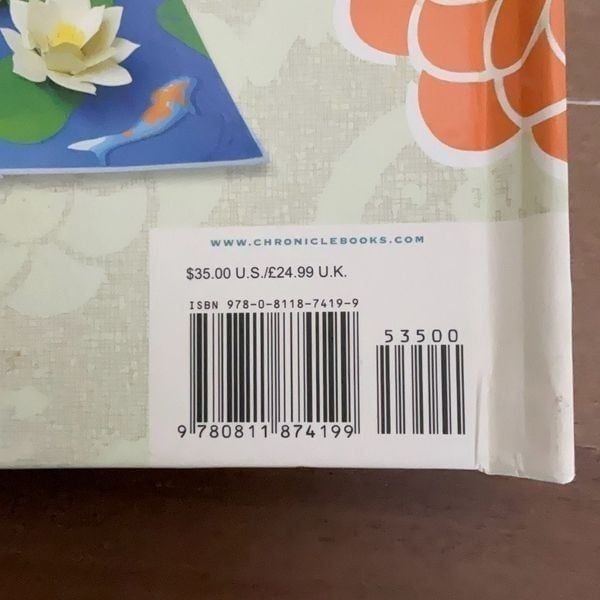 WWW.CHRONICLEBOOKS.COM
$35.00 U.S./£24.99 U.K.
ISBN 978-0-8118-7419-9
53500
9 780811 874199